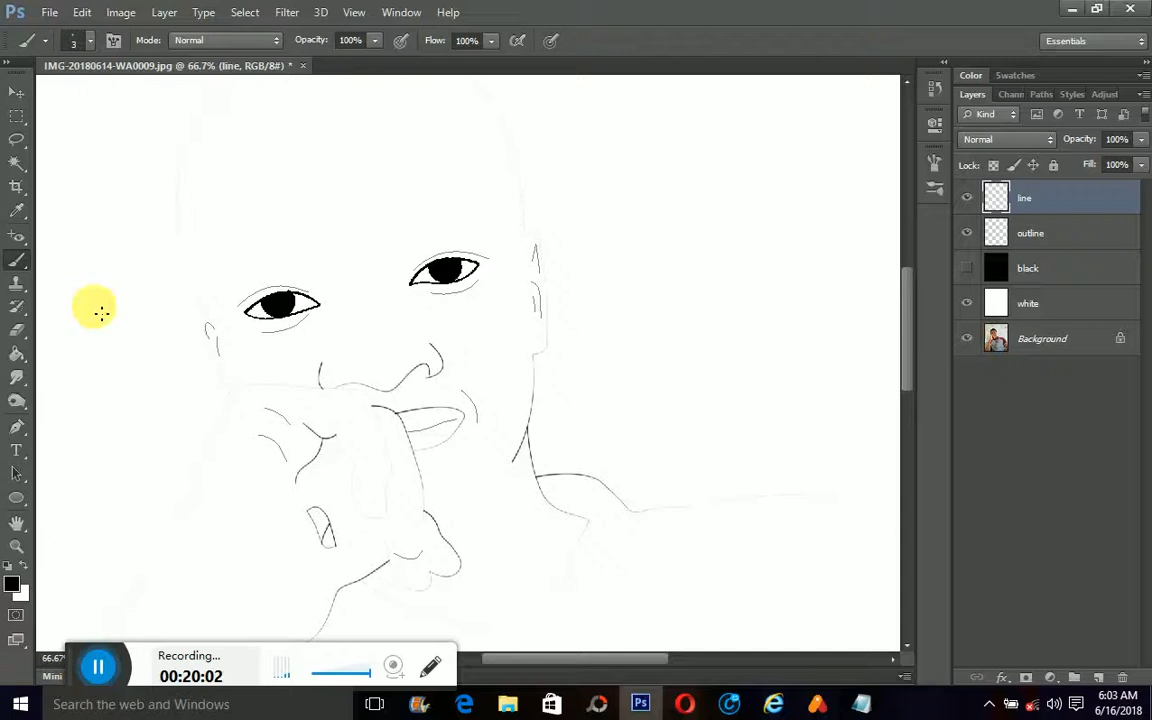 Ps File Edit Image Layer Type Select Filter 3D View Window Help
3 Mode: Normal Opacity: 100% Flow: 100% Essentials
IMG-20180614-WA0009.jpg @ 66.7% (line, RGB/8#) * ×
Color Swatches
Layers Chann Paths Styles Adjust
Kind
Normal Opacity: 100%
Lock: Fill: 100%
line
outline
black
white
Background
Recording...
00:20:02
66.67
Mini
Search the web and Windows
6:03 AM
6/16/2018